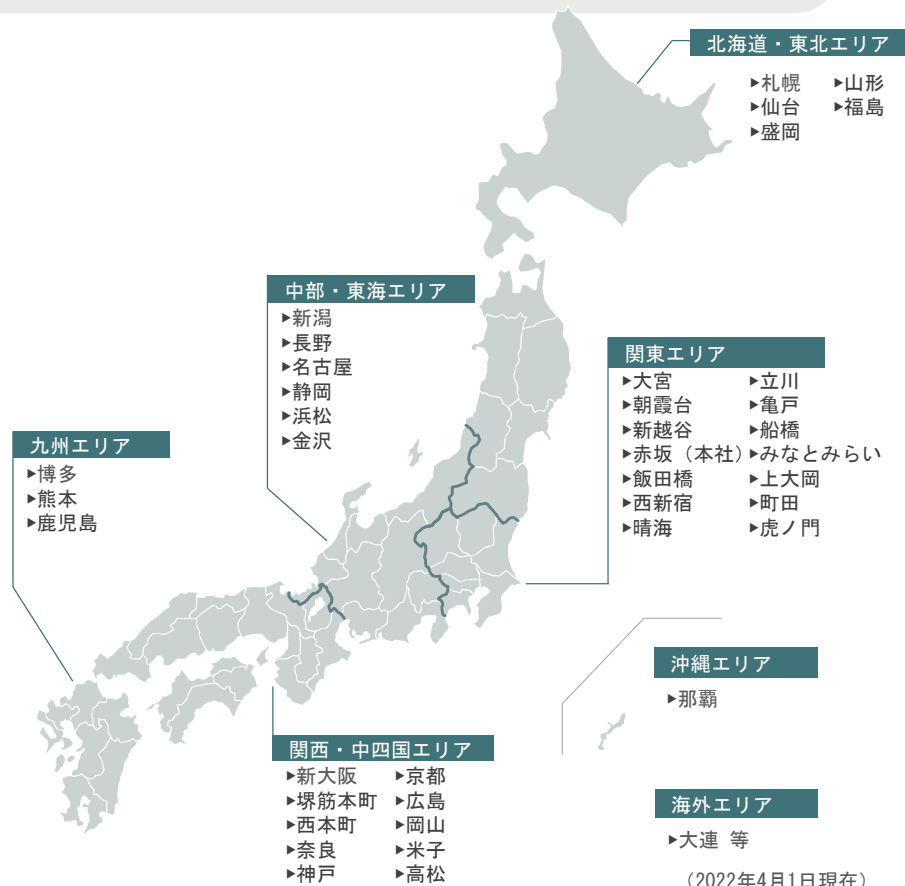 北海道・東北エリア
▶札幌 ▶山形
▶仙台 ▶福島
▶盛岡
中部・東海エリア
▶新潟
▶長野
▶名古屋
▶静岡
▶浜松
▶金沢
関東エリア
▶大宮 ▶立川
▶朝霞台 ▶亀戸
▶新越谷 ▶船橋
▶赤坂（本社） ▶みなとみらい
▶飯田橋 ▶上大岡
▶西新宿 ▶町田
▶晴海 ▶虎ノ門
九州エリア
▶博多
▶熊本
▶鹿児島
沖縄エリア
▶那覇
関西・中四国エリア
▶新大阪 ▶京都
▶堺筋本町 ▶広島
▶西本町 ▶岡山
▶奈良 ▶米子
▶神戸 ▶高松
海外エリア
▶大連 等
（2022年4月1日現在）